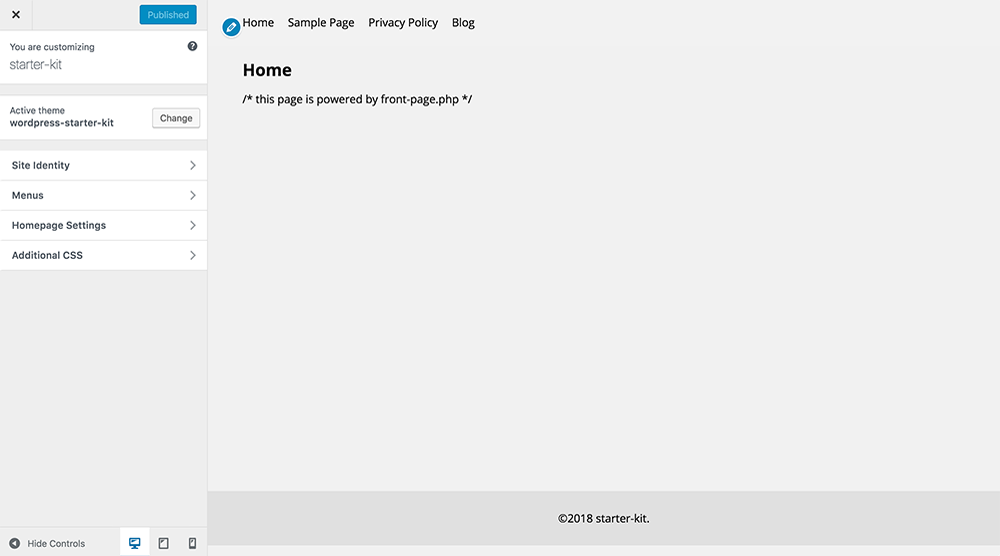 Published
You are customizing
starter-kit
Active theme
wordpress-starter-kit
Change
Site Identity
Menus
Homepage Settings
Additional CSS
Hide Controls
Home Sample Page Privacy Policy Blog
Home
/* this page is powered by front-page.php */
©2018 starter-kit.